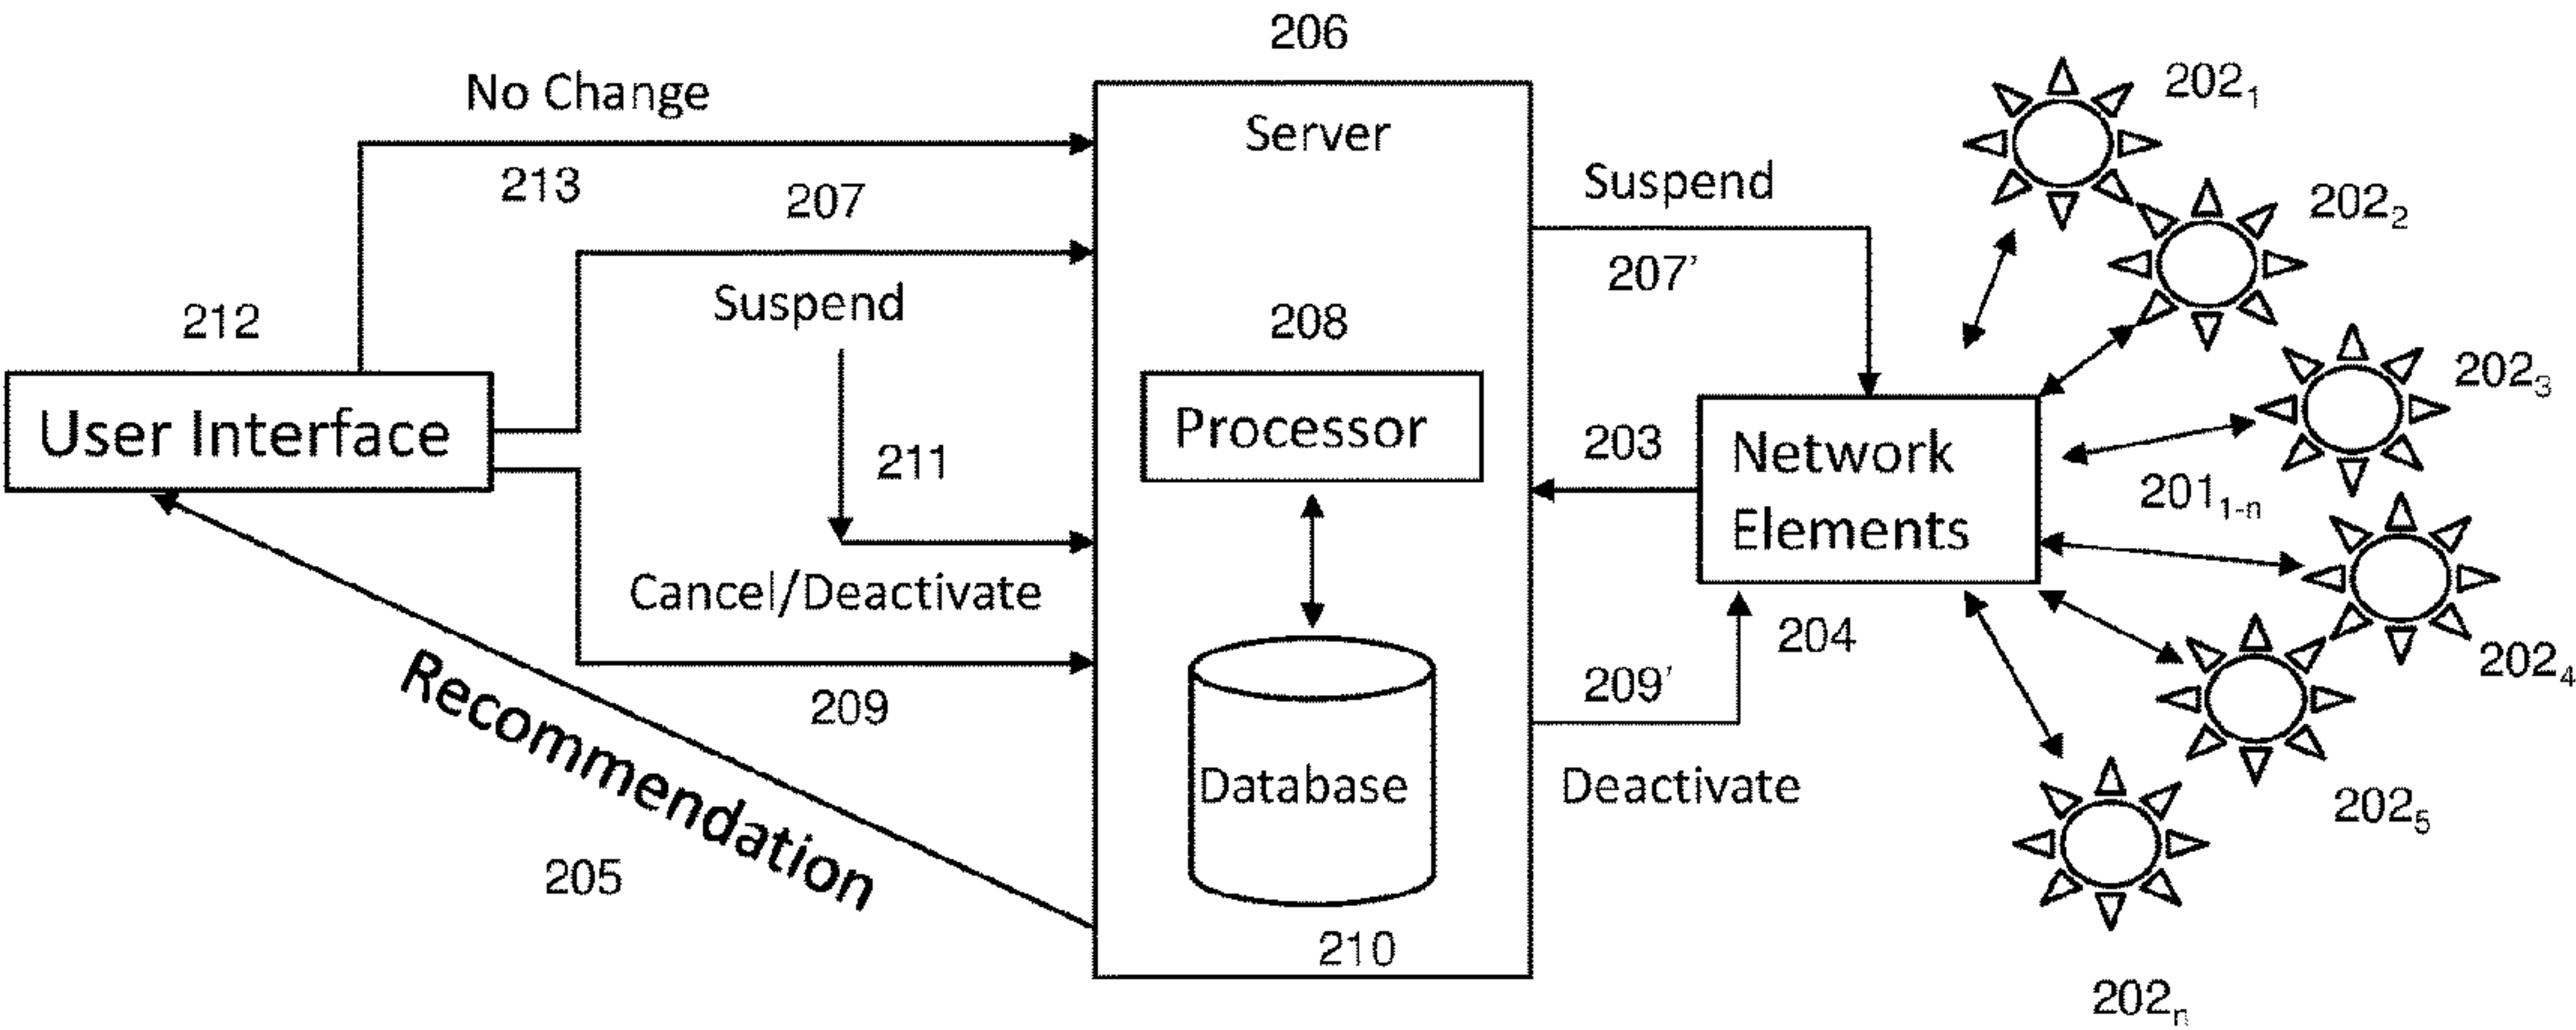 206
No Change
213
207
Suspend
212
User Interface
211
Cancel/Deactivate
209
Recommendation
205
Server
208
Processor
Database
210
Suspend
207’
203
Network
Elements
204
209’
Deactivate
202₁
202₂
202₃
201₁₋ₙ
202₄
202₅
202ₙ